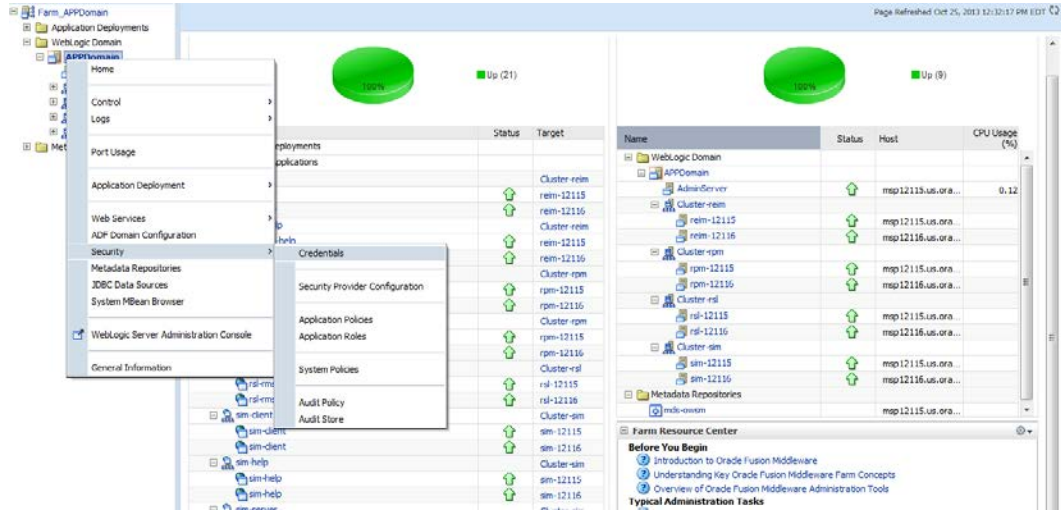 Farm_APPDomain
Application Deployments
WebLogic Domain
APPDomain
Page Refreshed Oct 25, 2013 12:32:17 PM EDT
Home
Control
Logs
Port Usage
Application Deployment
Web Services
ADF Domain Configuration
Security
Metadata Repositories
JDBC Data Sources
System MBean Browser
WebLogic Server Administration Console
General Information
Credentials
Security Provider Configuration
Application Policies
Application Roles
System Policies
Audit Policy
Audit Store
100%
Up (21)
Status Target
Cluster-reim
reim-12115
reim-12116
Cluster-reim
reim-12115
reim-12116
Cluster-rpm
rpm-12115
rpm-12116
Cluster-rpm
rpm-12115
rpm-12116
Cluster-rsl
rsl-12115
rsl-12116
sim-client Cluster-sim
sim-client sim-12115
sim-client sim-12116
sim-help Cluster-sim
sim-help sim-12115
sim-help sim-12116
sim-server Cluster-sim
100%
Up (9)
Name Status Host CPU Usage (%)
WebLogic Domain
APPDomain
AdminServer msp12115.us.ora... 0.12
Cluster-reim
reim-12115 msp12115.us.ora...
reim-12116 msp12116.us.ora...
Cluster-rpm
rpm-12115 msp12115.us.ora...
rpm-12116 msp12116.us.ora...
Cluster-rsl
rsl-12115 msp12115.us.ora...
rsl-12116 msp12116.us.ora...
Cluster-sim
sim-12115 msp12115.us.ora...
sim-12116 msp12116.us.ora...
Metadata Repositories
mds-owsm msp12115.us.ora...
Farm Resource Center
Before You Begin
Introduction to Oracle Fusion Middleware
Understanding Key Oracle Fusion Middleware Farm Concepts
Overview of Oracle Fusion Middleware Administration Tools
Typical Administration Tasks